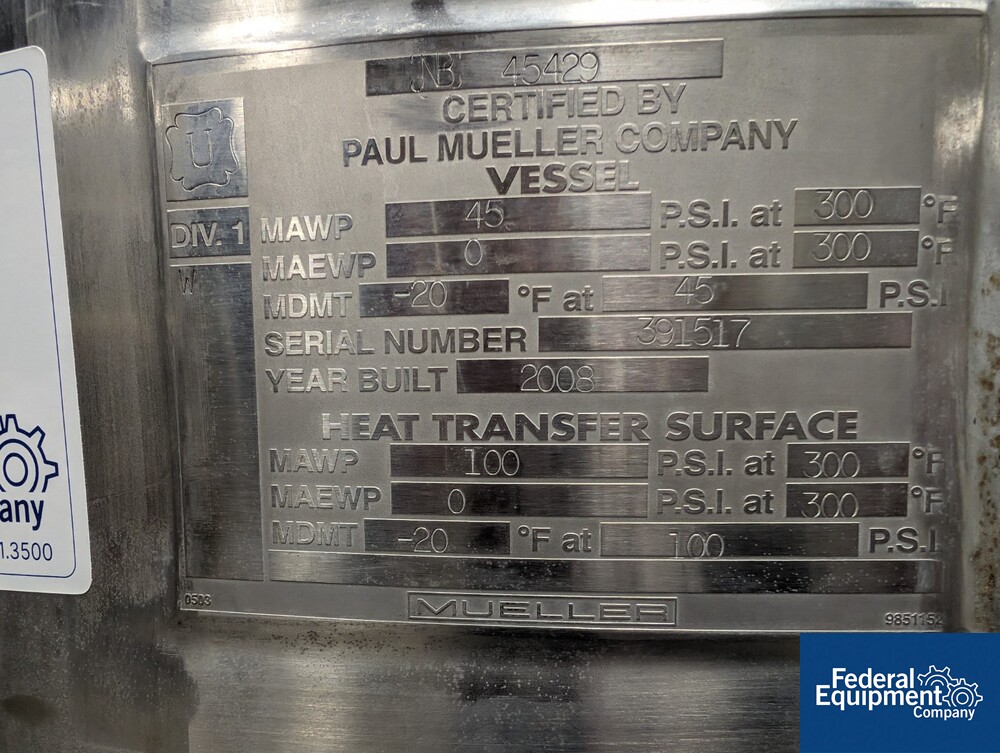 NB 45429
CERTIFIED BY
PAUL MUELLER COMPANY
VESSEL
U
DIV. 1
W
MAWP 45 P.S.I. at 300 °F
MAEWP 0 P.S.I. at 300 °F
MDMT -20 °F at 45 P.S.I
SERIAL NUMBER 391517
YEAR BUILT 2008
HEAT TRANSFER SURFACE
MAWP 100 P.S.I. at 300 °F
MAEWP 0 P.S.I. at 300 °F
MDMT -20 °F at 100 P.S.I
0503
MUELLER
985115
any
1.3500
Federal
Equipment
Company